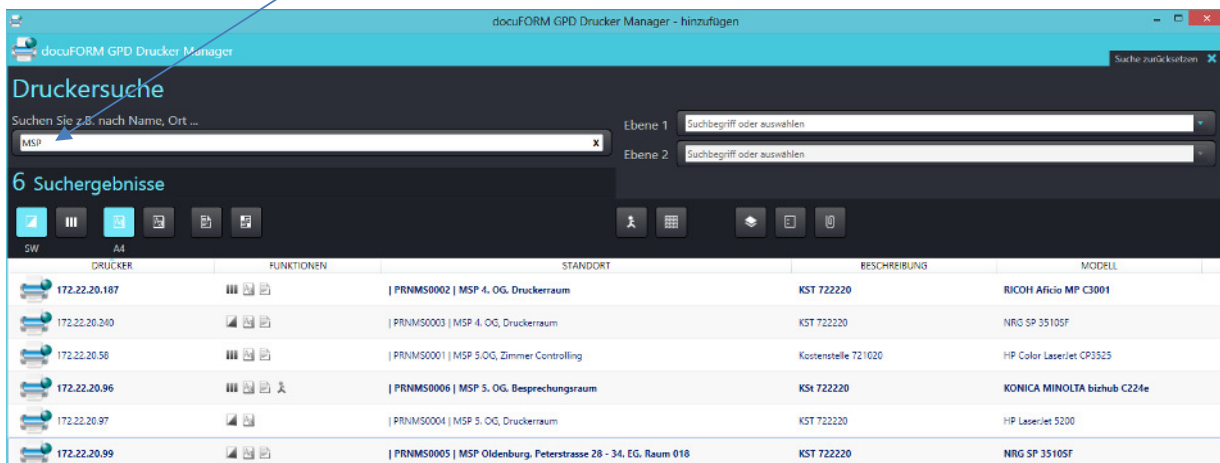 docuFORM GPD Drucker Manager - hinzufügen
docuFORM GPD Drucker Manager
Suche zurücksetzen X
Druckersuche
Suchen Sie z.B. nach Name, Ort ...
MSP x
Ebene 1 Suchbegriff oder auswählen
Ebene 2 Suchbegriff oder auswählen
6 Suchergebnisse
SW A4
DRUCKER FUNKTIONEN STANDORT BESCHREIBUNG MODELL
172.22.20.187 | PRNMS0002 | MSP 4. OG, Druckerraum KST 722220 RICOH Aficio MP C3001
172.22.20.240 | PRNMS0003 | MSP 4. OG, Druckerraum KST 722220 NRG SP 3510SF
172.22.20.58 | PRNMS0001 | MSP 5.OG, Zimmer Controlling Kostenstelle 721020 HP Color LaserJet CP3525
172.22.20.96 | PRNMS0006 | MSP 5. OG, Besprechungsraum KSt 722220 KONICA MINOLTA bizhub C224e
172.22.20.97 | PRNMS0004 | MSP 5. OG, Druckerraum KST 722220 HP LaserJet 5200
172.22.20.99 | PRNMS0005 | MSP Oldenburg, Peterstrasse 28 - 34, EG, Raum 018 KST 722220 NRG SP 3510SF